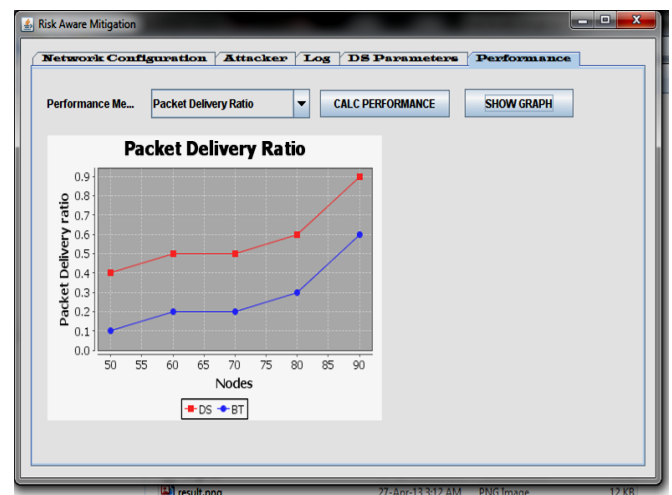 Risk Aware Mitigation
Network Configuration Attacker Log DS Parameters Performance
Performance Me... Packet Delivery Ratio CALC PERFORMANCE SHOW GRAPH
Packet Delivery Ratio
Packet Delivery ratio
0.9
0.8
0.7
0.6
0.5
0.4
0.3
0.2
0.1
0.0
50 55 60 65 70 75 80 85 90
Nodes
DS BT
result.png 27-Apr-13 3:12 AM PNG Image 12 KB